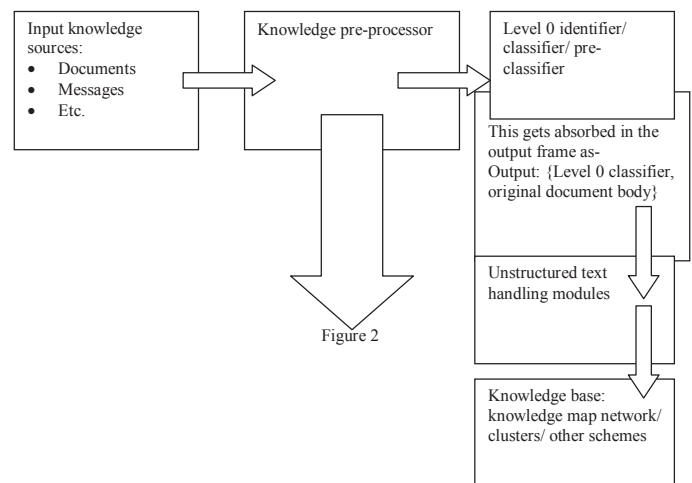 Input knowledge
sources:
• Documents
• Messages
• Etc.
Knowledge pre-processor
Level 0 identifier/
classifier/ pre-
classifier
This gets absorbed in the
output frame as-
Output: {Level 0 classifier,
original document body}
Unstructured text
handling modules
Figure 2
Knowledge base:
knowledge map network/
clusters/ other schemes